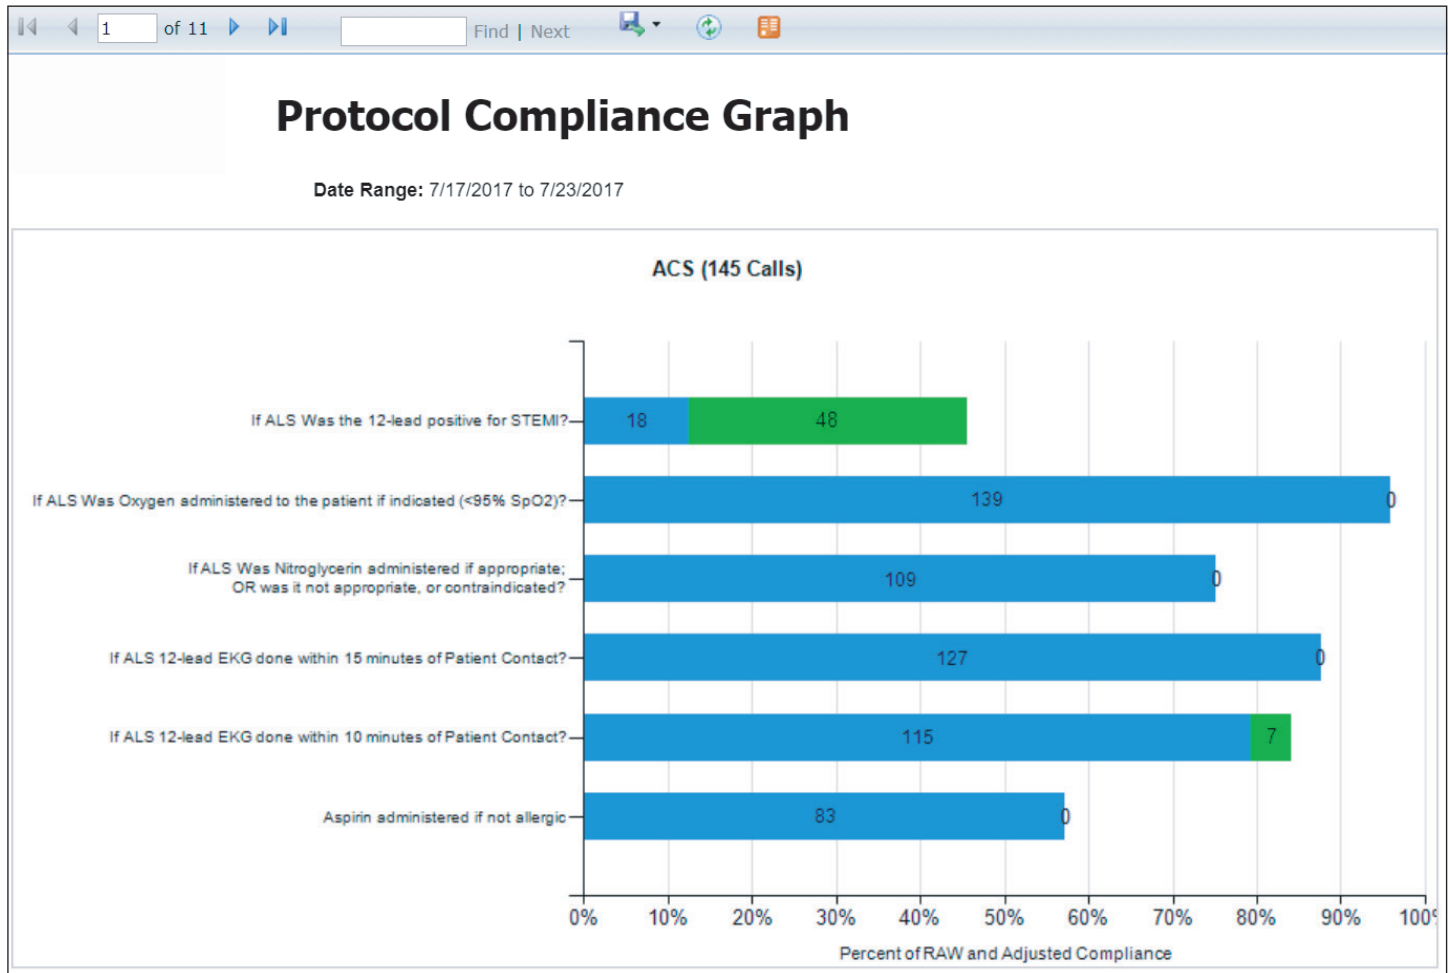 1 of 11 Find | Next
Protocol Compliance Graph
Date Range: 7/17/2017 to 7/23/2017
ACS (145 Calls)
If ALS Was the 12-lead positive for STEMI? 18 48
If ALS Was Oxygen administered to the patient if indicated (<95% SpO2)? 139 0
If ALS Was Nitroglycerin administered if appropriate;
OR was it not appropriate, or contraindicated? 109 0
If ALS 12-lead EKG done within 15 minutes of Patient Contact? 127 0
If ALS 12-lead EKG done within 10 minutes of Patient Contact? 115 7
Aspirin administered if not allergic 83 0
0% 10% 20% 30% 40% 50% 60% 70% 80% 90% 100%
Percent of RAW and Adjusted Compliance